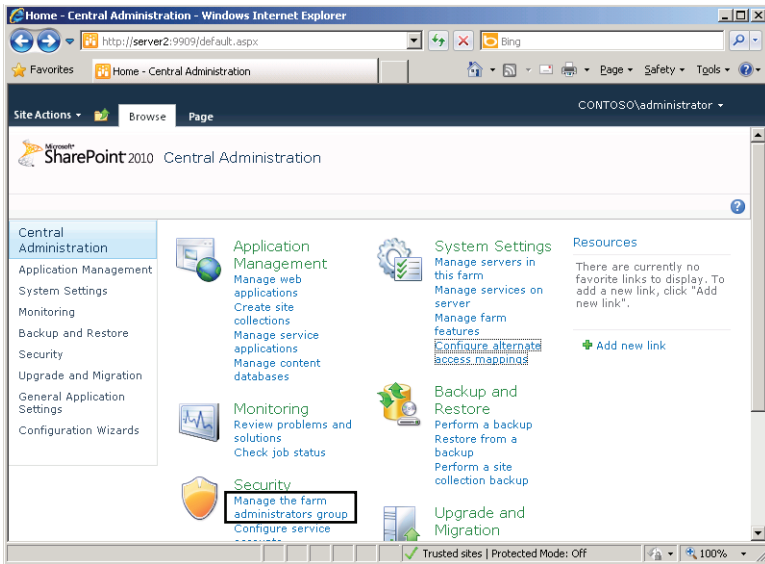 Home - Central Administration - Windows Internet Explorer
http://server2:9909/default.aspx
Bing
Favorites
Home - Central Administration
Page
Safety
Tools
CONTOSO\administrator
Site Actions
Browse
Page
Microsoft
SharePoint 2010
Central Administration
Central
Administration
Application Management
System Settings
Monitoring
Backup and Restore
Security
Upgrade and Migration
General Application
Settings
Configuration Wizards
Application
Management
Manage web
applications
Create site
collections
Manage service
applications
Manage content
databases
Monitoring
Review problems and
solutions
Check job status
Security
Manage the farm
administrators group
Configure service
System Settings
Manage servers in
this farm
Manage services on
server
Manage farm
features
Configure alternate
access mappings
Backup and
Restore
Perform a backup
Restore from a
backup
Perform a site
collection backup
Upgrade and
Migration
Resources
There are currently no
favorite links to display. To
add a new link, click "Add
new link".
Add new link
Trusted sites | Protected Mode: Off
100%